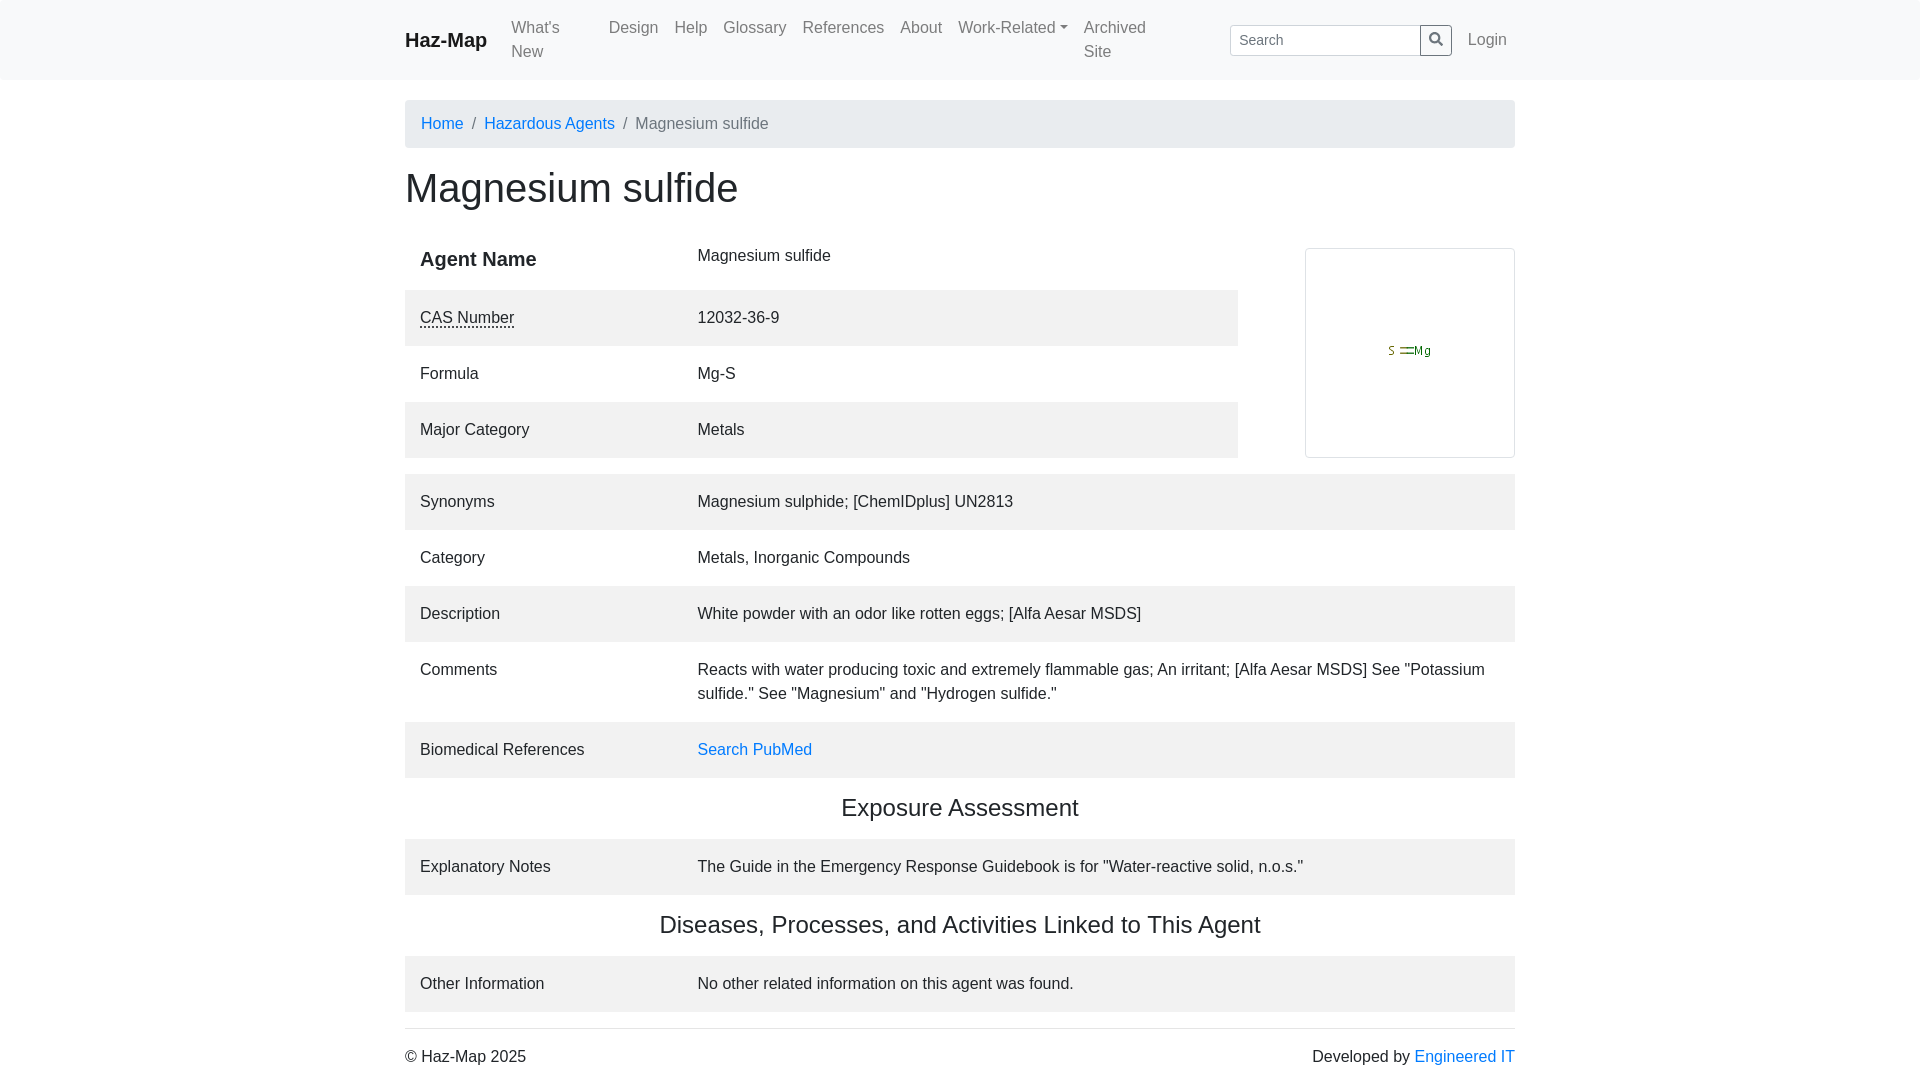 Haz-Map
What's
New
Design
Help
Glossary
References
About
Work-Related
Archived
Site
Search
Login
Home / Hazardous Agents / Magnesium sulfide
Magnesium sulfide
Agent Name
Magnesium sulfide
CAS Number
12032-36-9
Formula
Mg-S
Major Category
Metals
S Mg
Synonyms
Magnesium sulphide; [ChemIDplus] UN2813
Category
Metals, Inorganic Compounds
Description
White powder with an odor like rotten eggs; [Alfa Aesar MSDS]
Comments
Reacts with water producing toxic and extremely flammable gas; An irritant; [Alfa Aesar MSDS] See "Potassium
sulfide." See "Magnesium" and "Hydrogen sulfide."
Biomedical References
Search PubMed
Exposure Assessment
Explanatory Notes
The Guide in the Emergency Response Guidebook is for "Water-reactive solid, n.o.s."
Diseases, Processes, and Activities Linked to This Agent
Other Information
No other related information on this agent was found.
© Haz-Map 2025
Developed by Engineered IT